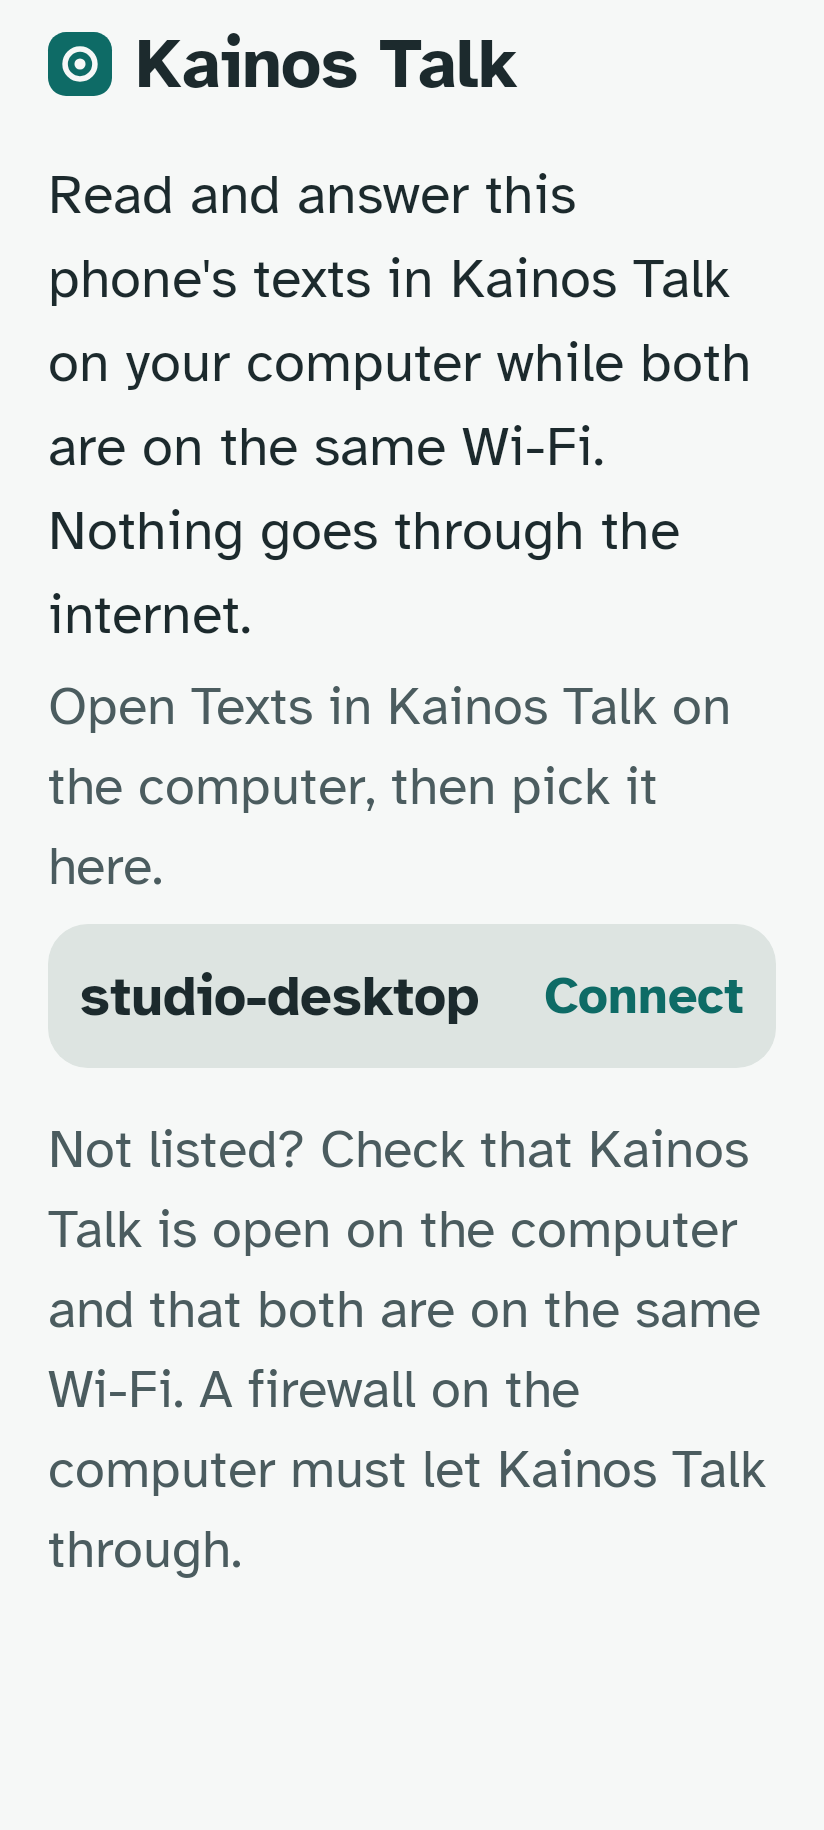 Kainos Talk
Read and answer this
phone's texts in Kainos Talk
on your computer while both
are on the same Wi-Fi.
Nothing goes through the
internet.
Open Texts in Kainos Talk on
the computer, then pick it
here.
studio-desktop Connect
Not listed? Check that Kainos
Talk is open on the computer
and that both are on the same
Wi-Fi. A firewall on the
computer must let Kainos Talk
through.